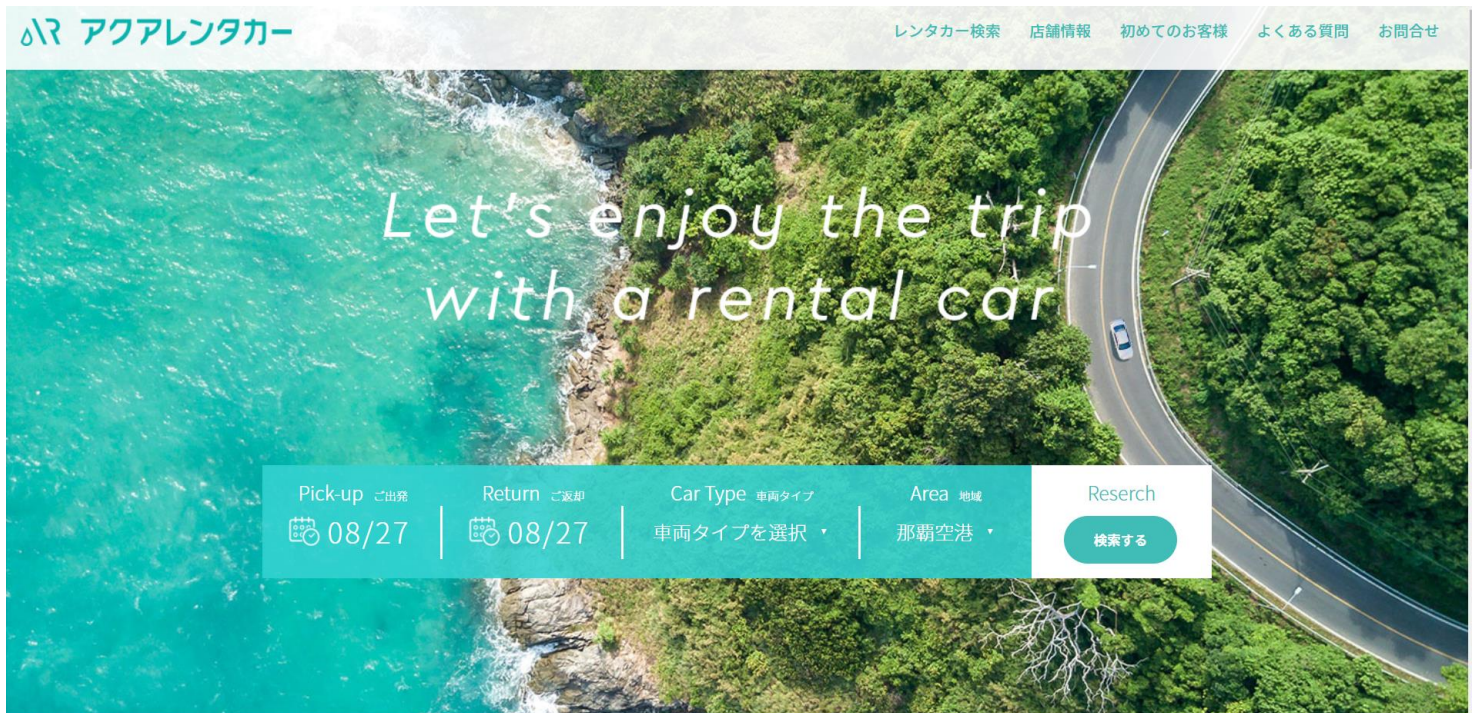 アクアレンタカー
レンタカー検索 店舗情報 初めてのお客様 よくある質問 お問合せ
Let's enjoy the trip
with a rental car
Pick-up ご出発 Return ご返却 Car Type 車両タイプ Area 地域 Reserch
08/27 08/27 車両タイプを選択 那覇空港 検索する